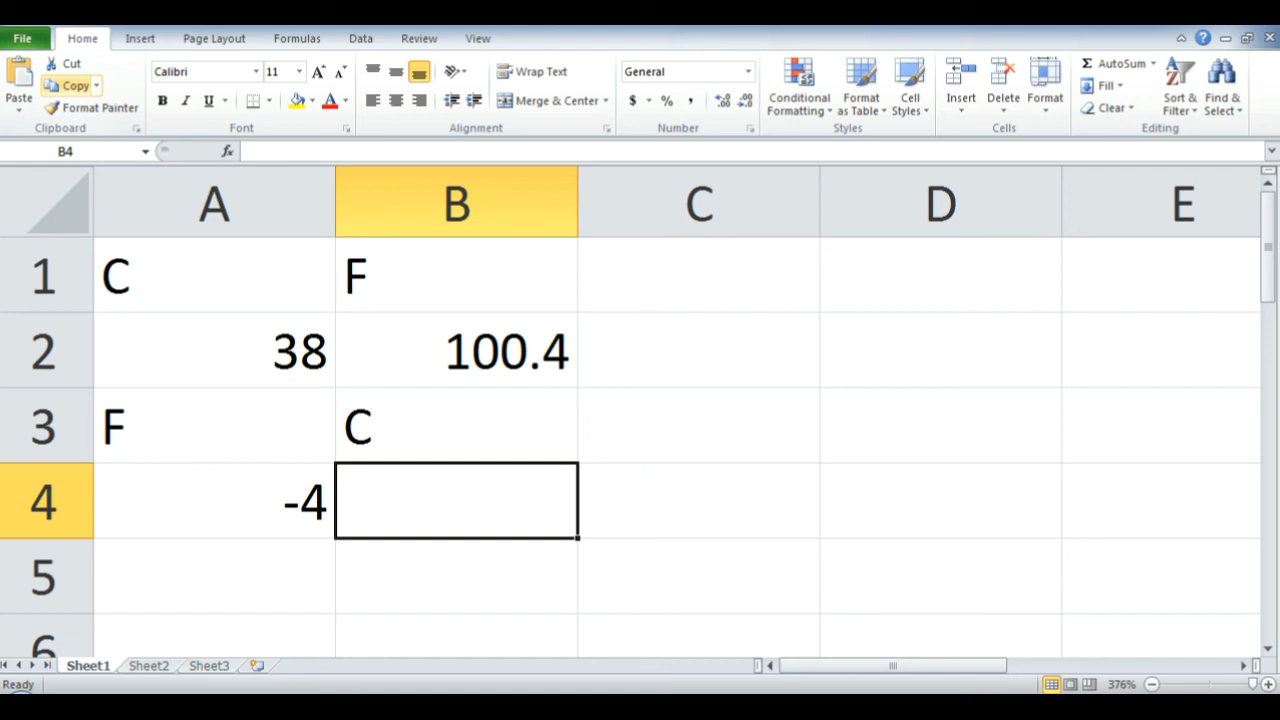 File Home Insert Page Layout Formulas Data Review View
Cut
Copy
Format Painter
Paste
Clipboard
Calibri 11
B I U A
Font
Wrap Text
Merge & Center
Alignment
General
$ % ,
Number
Conditional Formatting
Format as Table
Cell Styles
Styles
Insert Delete Format
Cells
Σ AutoSum
Fill
Clear
Sort & Filter
Find & Select
Editing
B4 fx
A B C D E
1 C F
2 38 100.4
3 F C
4 -4
5
6
Sheet1 Sheet2 Sheet3
Ready 376%